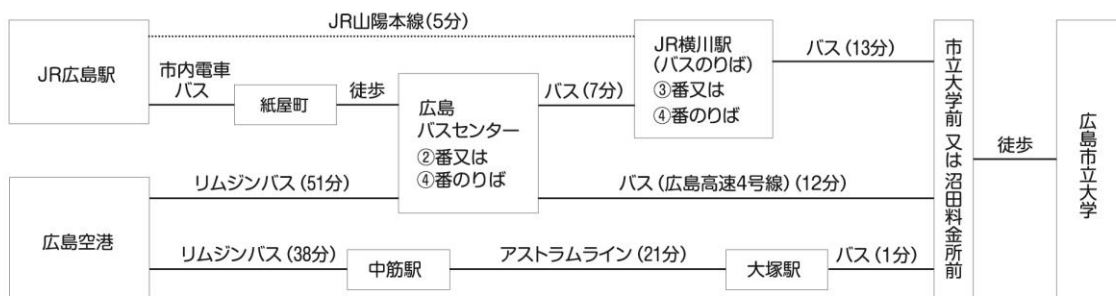 JR山陽本線(5分)
JR広島駅
市内電車
バス
紙屋町
徒歩
広島
バスセンター
②番又は
④番のりば
バス(7分)
JR横川駅
(バスのりば)
③番又は
④番のりば
バス(13分)
広島空港
リムジンバス(51分)
バス(広島高速4号線)(12分)
リムジンバス(38分)
中筋駅
アストラムライン(21分)
大塚駅
バス(1分)
市立大学前 又は 沼田料金所前
徒歩
広島市立大学